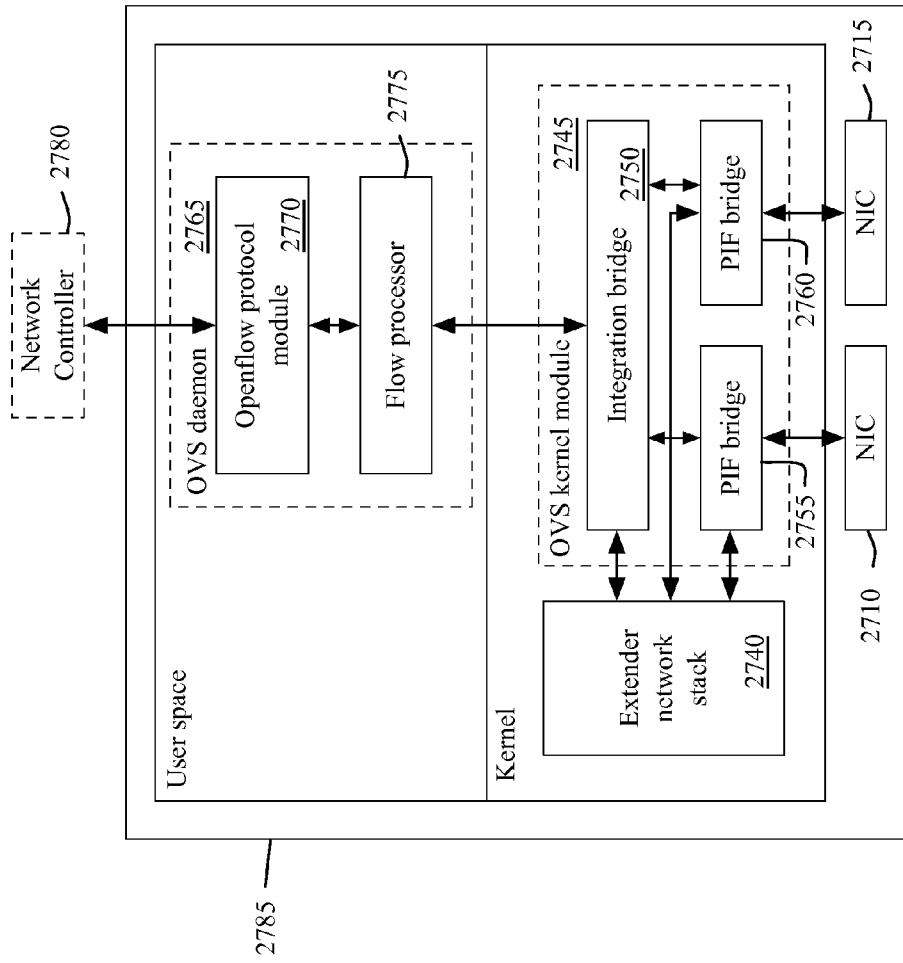 2780
Network
Controller
2785
User space
OVS daemon
2765
Openflow protocol
module
2770
2775
Flow processor
Kernel
OVS kernel module
2745
Integration bridge
2750
Extender
network
stack
2740
PIF bridge
2755
PIF bridge
2760
2710
NIC
NIC
2715